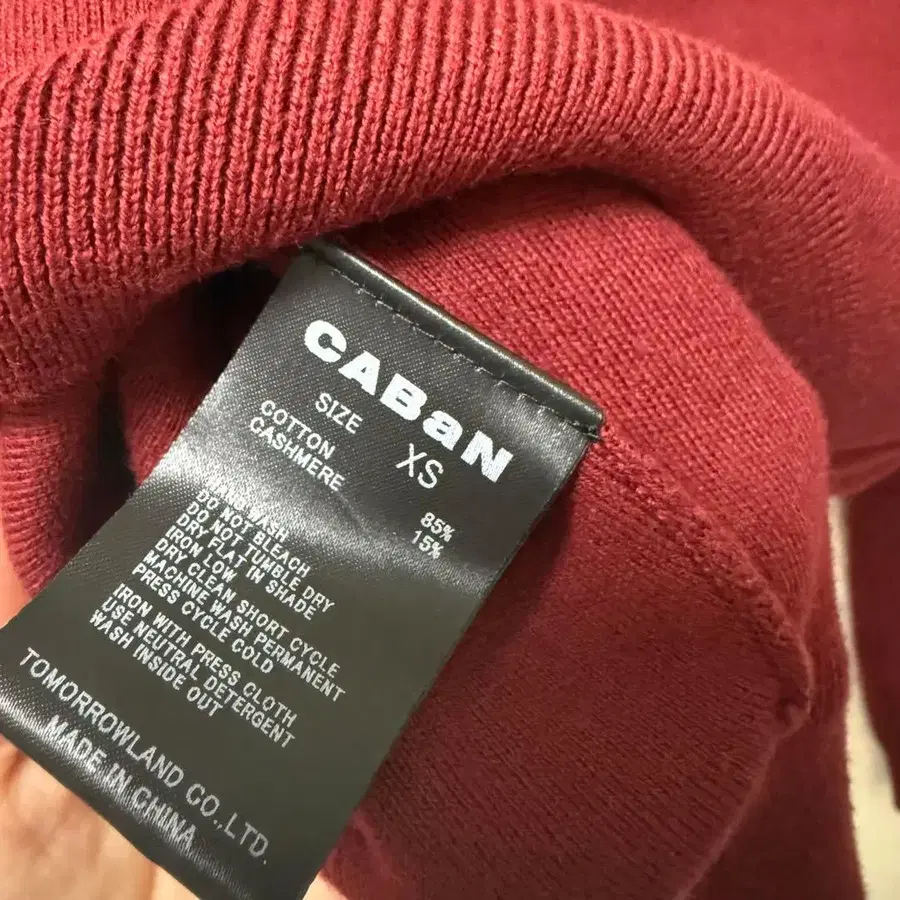 CABaN
SIZE XS
COTTON 85%
CASHMERE 15%
HAND WASH
DO NOT BLEACH
DO NOT TUMBLE DRY
DRY FLAT IN SHADE
IRON LOW
DRY CLEAN SHORT CYCLE
MACHINE WASH PERMANENT
PRESS CYCLE COLD
IRON WITH PRESS CLOTH
USE NEUTRAL DETERGENT
WASH INSIDE OUT
TOMORROWLAND CO.,LTD.
MADE IN CHINA